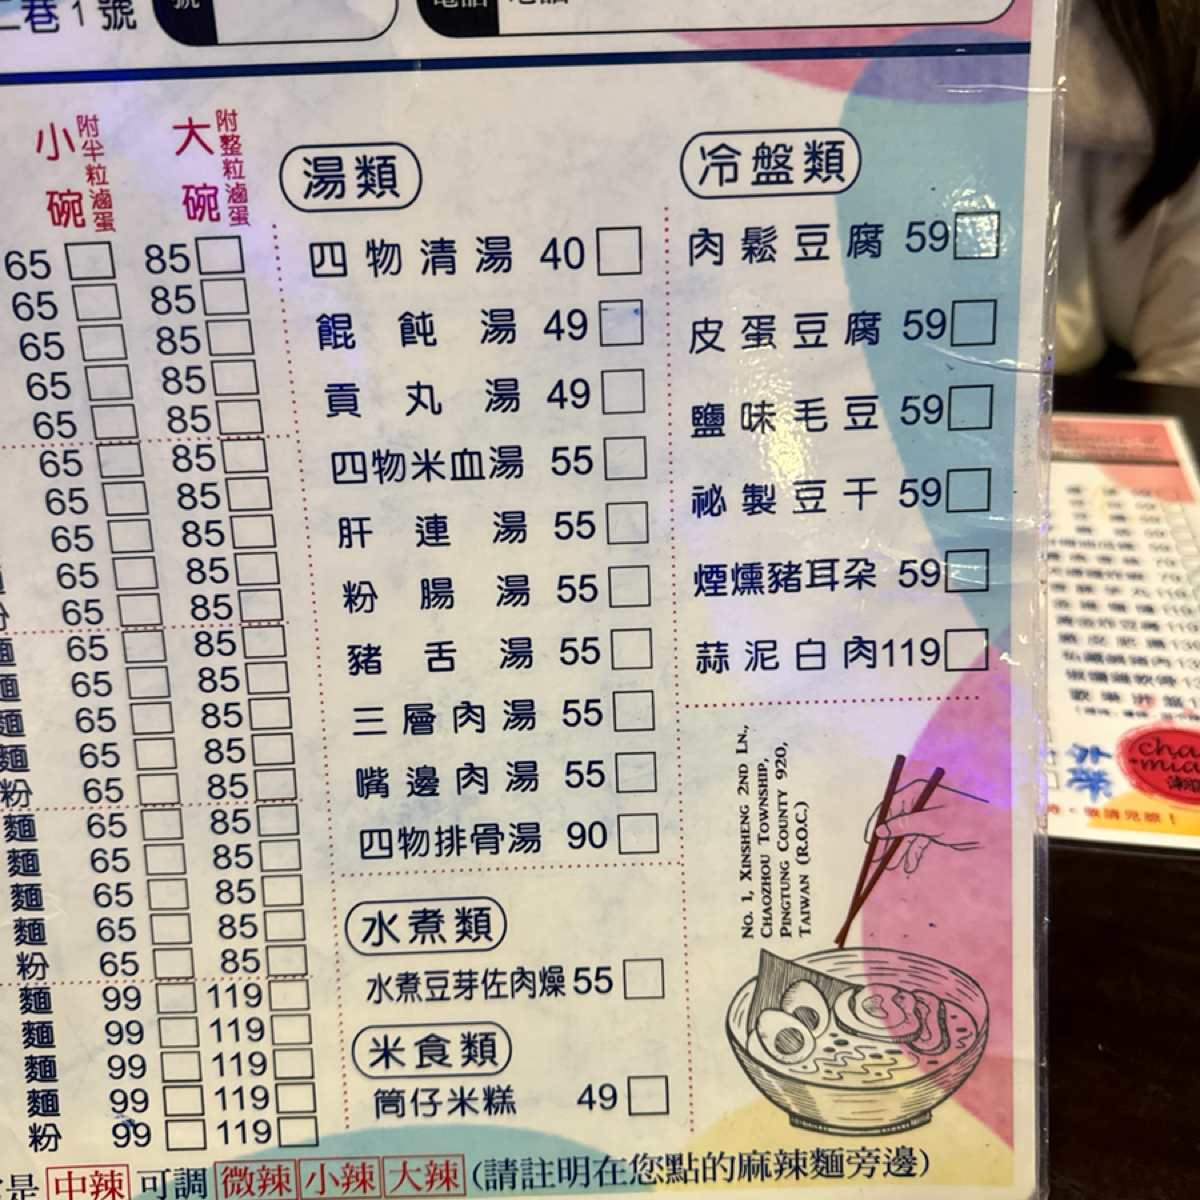 巷1號
小碗 附半粒滷蛋
大碗 附整粒滷蛋
65 85
65 85
65 85
65 85
65 85
65 85
65 85
65 85
65 85
65 85
麵 65 85
麵 65 85
麵 65 85
麵 65 85
粉 65 85
麵 65 85
麵 65 85
麵 65 85
麵 65 85
粉 65 85
麵 99 119
麵 99 119
麵 99 119
麵 99 119
粉 99 119
湯類
四物清湯 40
餛飩湯 49
貢丸湯 49
四物米血湯 55
肝連湯 55
粉腸湯 55
豬舌湯 55
三層肉湯 55
嘴邊肉湯 55
四物排骨湯 90
水煮類
水煮豆芽佐肉燥 55
米食類
筒仔米糕 49
冷盤類
肉鬆豆腐 59
皮蛋豆腐 59
鹽味毛豆 59
祕製豆干 59
煙燻豬耳朶 59
蒜泥白肉 119
No. 1, Xinsheng 2nd Ln.,
Chaozhou Township,
Pingtung County 920,
Taiwan (R.O.C.)
是 中辣 可調 微辣 小辣 大辣 (請註明在您點的麻辣麵旁邊)